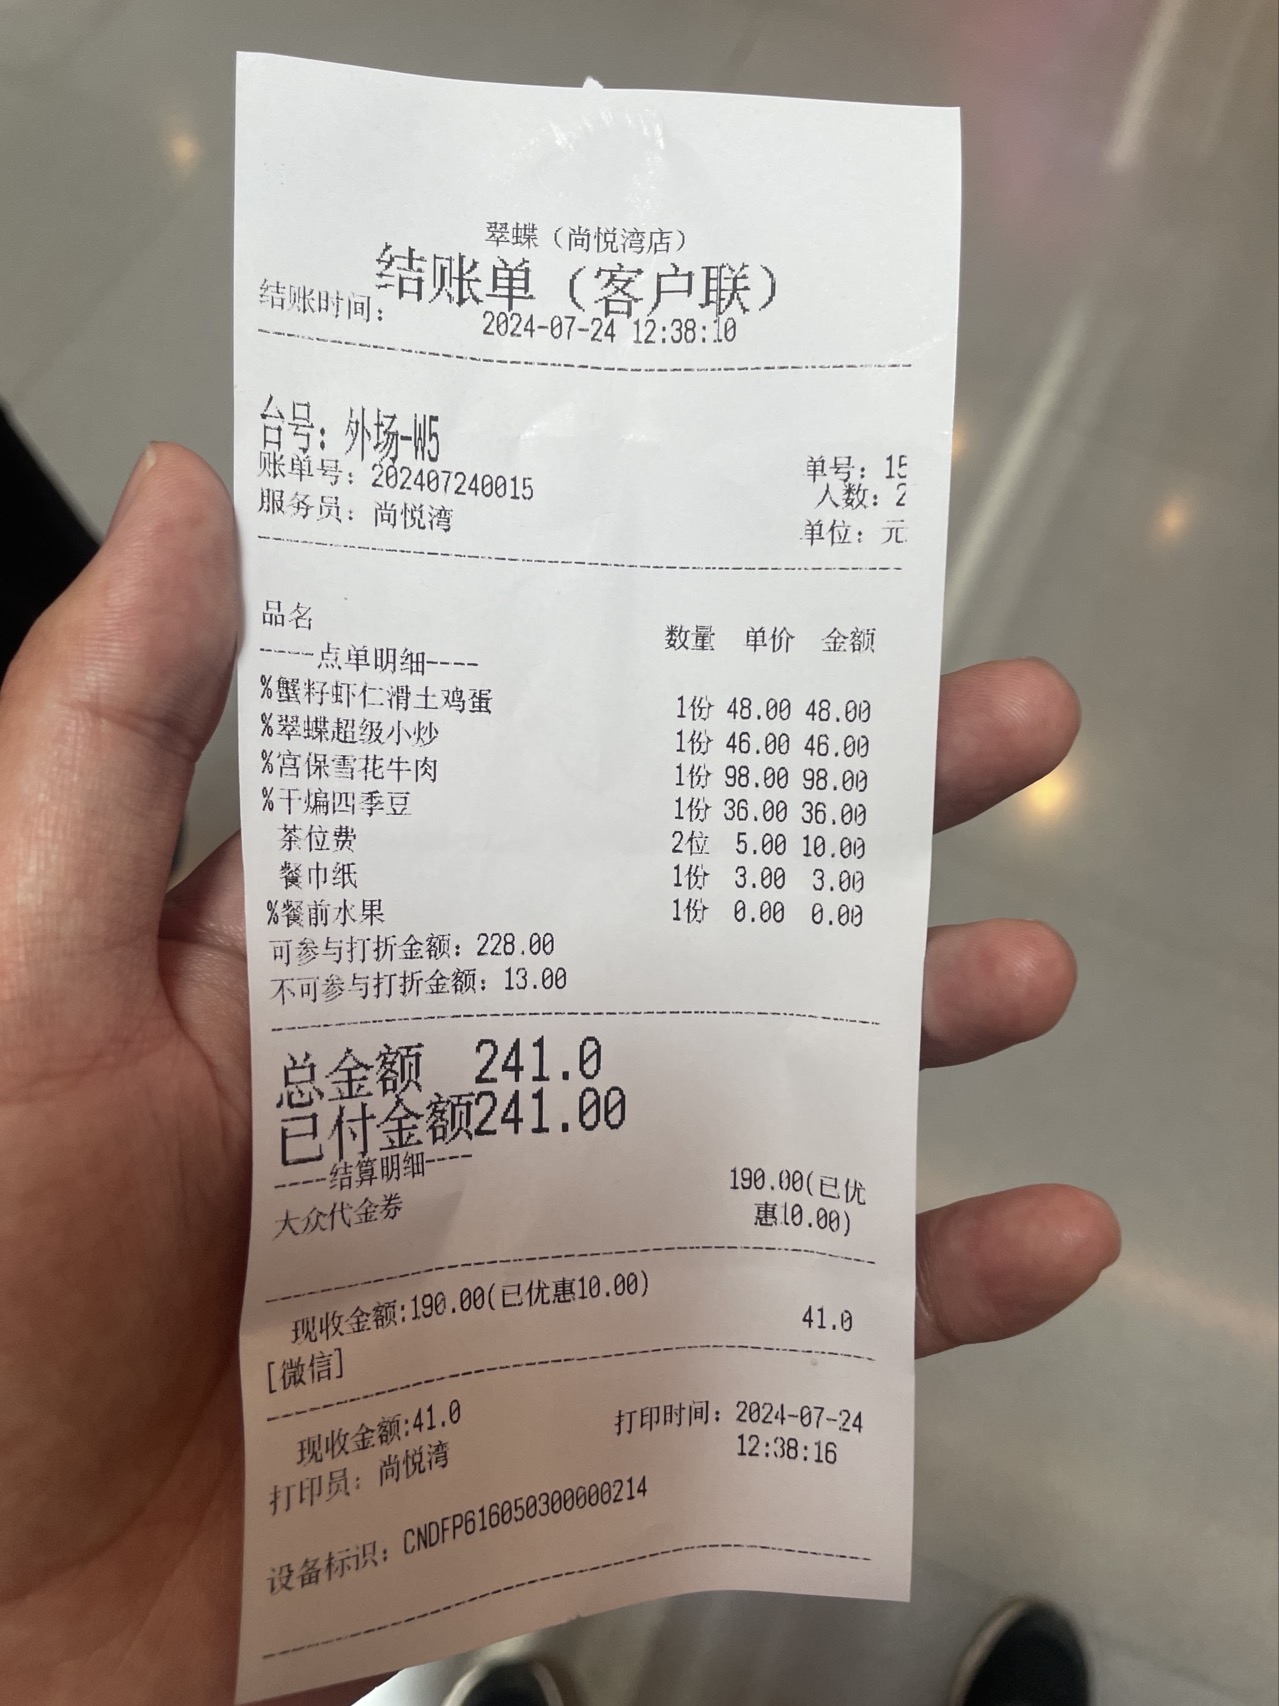 翠蝶（尚悦湾店）
结账单（客户联）
结账时间： 2024-07-24 12:38:10
台号：外场-W5
账单号：202407240015 单号：15
服务员：尚悦湾 人数：2
单位：元
品名 数量 单价 金额
----点单明细----
%蟹籽虾仁滑土鸡蛋 1份 48.00 48.00
%翠蝶超级小炒 1份 46.00 46.00
%宫保雪花牛肉 1份 98.00 98.00
%干煸四季豆 1份 36.00 36.00
茶位费 2位 5.00 10.00
餐巾纸 1份 3.00 3.00
%餐前水果 1份 0.00 0.00
可参与打折金额：228.00
不可参与打折金额：13.00
总金额 241.0
已付金额241.00
----结算明细----
大众代金券 190.00(已优
惠10.00)
现收金额:190.00(已优惠10.00)
[微信] 41.0
现收金额:41.0
打印员：尚悦湾 打印时间：2024-07-24
12:38:16
设备标识：CNDFP616050300000214